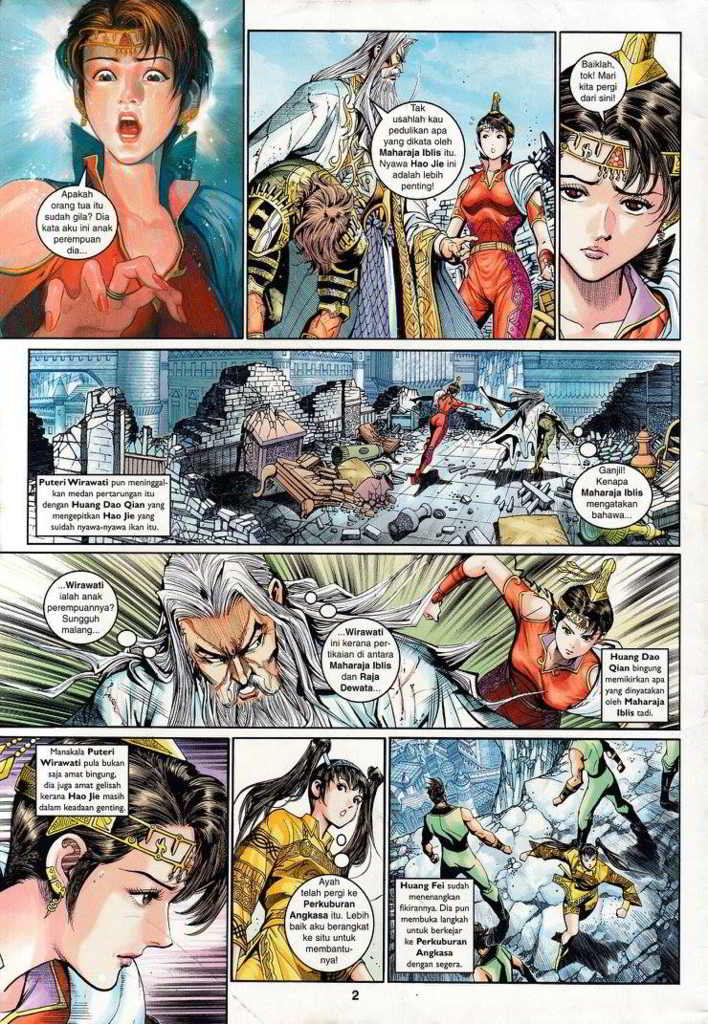 Apakah
orang tua itu
sudah gila? Dia
kata aku ini anak
perempuan
dia...
Tak
usahlah kau
pedulikan apa
yang dikata oleh
Maharaja Iblis itu.
Nyawa Hao Jie ini
adalah lebih
penting!
Baiklah,
tok! Mari
kita pergi
dari sini!
Puteri Wirawati pun meninggal-
kan medan pertarungan itu
dengan Huang Dao Qian yang
mengepitkan Hao Jie yang
suidah nyawa-nyawa ikan itu.
Ganjil!
Kenapa
Maharaja Iblis
mengatakan
bahawa...
...Wirawati
ialah anak
perempuannya?
Sungguh
malang...
...Wirawati
ini kerana per-
tikaian di antara
Maharaja Iblis
dan Raja
Dewata...
Huang Dao
Qian bingung
memikirkan apa
yang dinyatakan
oleh Maharaja
Iblis tadi.
Manakala Puteri
Wirawati pula bukan
saja amat bingung,
dia juga amat gelisah
kerana Hao Jie masih
dalam keadaan genting.
Ayah
telah pergi ke
Perkuburan
Angkasa itu. Lebih
baik aku berangkat
ke situ untuk
membantu-
nya!
Huang Fei sudah
menenangkan
fikirannya. Dia pun
membuka langkah
untuk berkejar
ke Perkuburan
Angkasa
dengan segera.
2